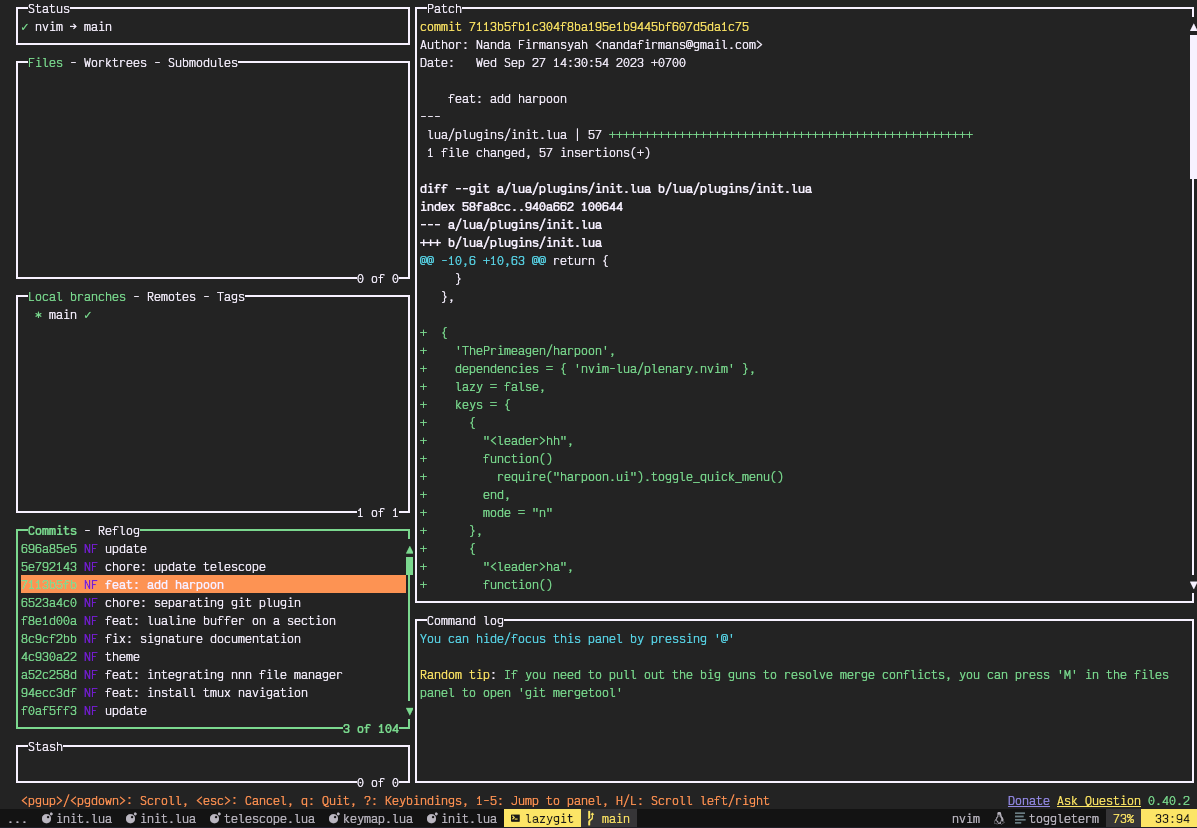 Status
✓ nvim → main
Files - Worktrees - Submodules
0 of 0
Local branches - Remotes - Tags
* main ✓
1 of 1
Commits - Reflog
696a85e5 NF update
5e792143 NF chore: update telescope
7113b5fb NF feat: add harpoon
6523a4c0 NF chore: separating git plugin
f8e1d00a NF feat: lualine buffer on a section
8c9cf2bb NF fix: signature documentation
4c930a22 NF theme
a52c258d NF feat: integrating nnn file manager
94ecc3df NF feat: install tmux navigation
f0af5ff3 NF update
3 of 104
Stash
0 of 0
Patch
commit 7113b5fb1c304f8ba195e1b9445bf607d5da1c75
Author: Nanda Firmansyah <nandafirmans@gmail.com>
Date:   Wed Sep 27 14:30:54 2023 +0700
    feat: add harpoon
---
 lua/plugins/init.lua | 57 ++++++++++++++++++++++++++++++++++++++++++++++++++++
 1 file changed, 57 insertions(+)
diff --git a/lua/plugins/init.lua b/lua/plugins/init.lua
index 58fa8cc..940a662 100644
--- a/lua/plugins/init.lua
+++ b/lua/plugins/init.lua
@@ -10,6 +10,63 @@ return {
     }
   },
+  {
+    'ThePrimeagen/harpoon',
+    dependencies = { 'nvim-lua/plenary.nvim' },
+    lazy = false,
+    keys = {
+      {
+        "<leader>hh",
+        function()
+          require("harpoon.ui").toggle_quick_menu()
+        end,
+        mode = "n"
+      },
+      {
+        "<leader>ha",
+        function()
Command log
You can hide/focus this panel by pressing '@'
Random tip: If you need to pull out the big guns to resolve merge conflicts, you can press 'M' in the files
panel to open 'git mergetool'
<pgup>/<pgdown>: Scroll, <esc>: Cancel, q: Quit, ?: Keybindings, 1-5: Jump to panel, H/L: Scroll left/right Donate Ask Question 0.40.2
... init.lua init.lua telescope.lua keymap.lua init.lua lazygit main nvim toggleterm 73% 33:94